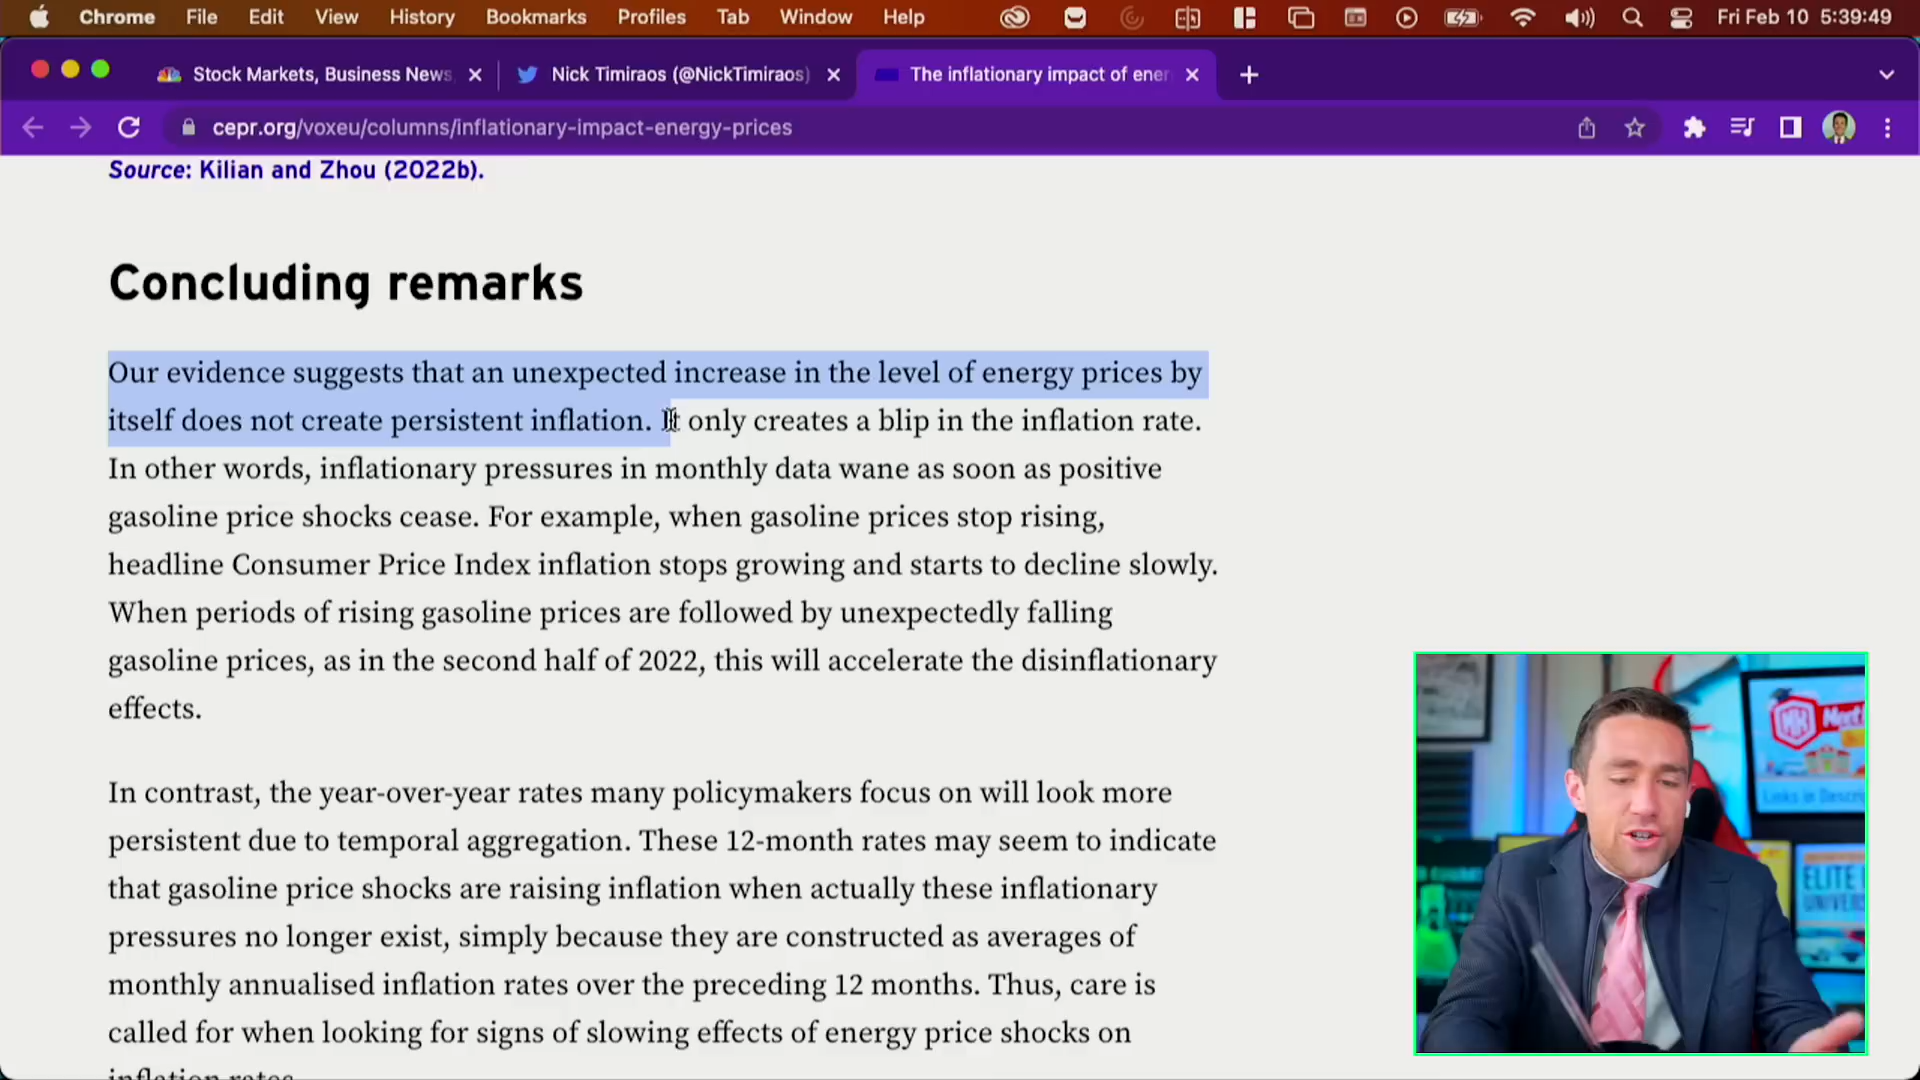 Chrome File Edit View History Bookmarks Profiles Tab Window Help Fri Feb 10 5:39:49
Stock Markets, Business News Nick Timiraos (@NickTimiraos) The inflationary impact of ener
cepr.org/voxeu/columns/inflationary-impact-energy-prices
Source: Kilian and Zhou (2022b).
Concluding remarks
Our evidence suggests that an unexpected increase in the level of energy prices by
itself does not create persistent inflation. It only creates a blip in the inflation rate.
In other words, inflationary pressures in monthly data wane as soon as positive
gasoline price shocks cease. For example, when gasoline prices stop rising,
headline Consumer Price Index inflation stops growing and starts to decline slowly.
When periods of rising gasoline prices are followed by unexpectedly falling
gasoline prices, as in the second half of 2022, this will accelerate the disinflationary
effects.
In contrast, the year-over-year rates many policymakers focus on will look more
persistent due to temporal aggregation. These 12-month rates may seem to indicate
that gasoline price shocks are raising inflation when actually these inflationary
pressures no longer exist, simply because they are constructed as averages of
monthly annualised inflation rates over the preceding 12 months. Thus, care is
called for when looking for signs of slowing effects of energy price shocks on
inflation rates.
Links in Descri
ELITE
UNIVER